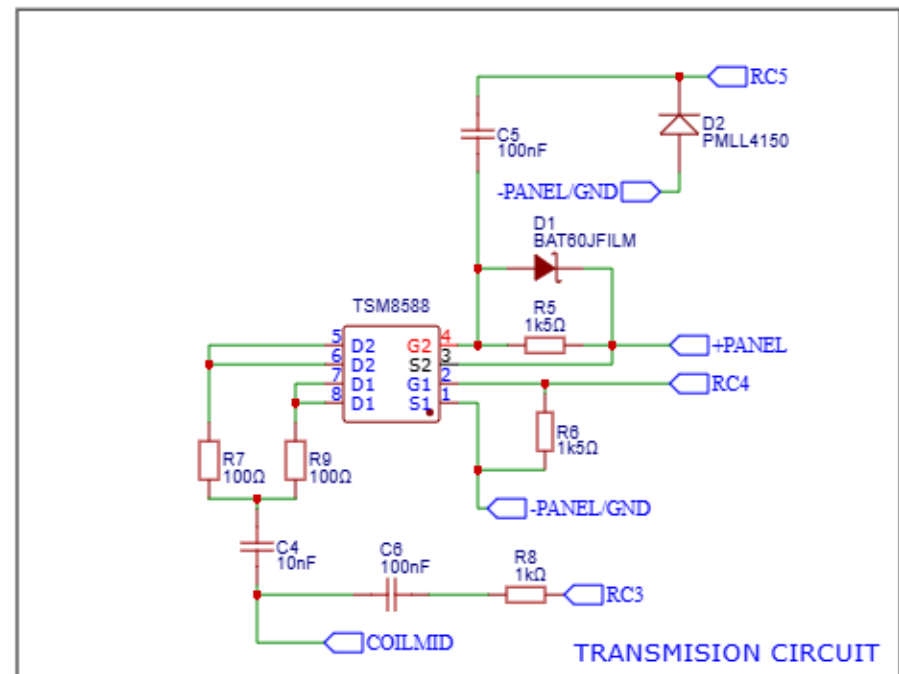 RC5
C5
100nF
D2
PMLL4150
-PANEL/GND
D1
BAT60JFILM
TSM8588
R5
1k5Ω
5 D2 G2 4
+PANEL
6 D2 S2 3
7 D1 G1 2
RC4
8 D1 S1 1
R6
1k5Ω
R7
100Ω
R9
100Ω
-PANEL/GND
C4
10nF
C6
100nF
R8
1kΩ
RC3
COILMID
TRANSMISION CIRCUIT